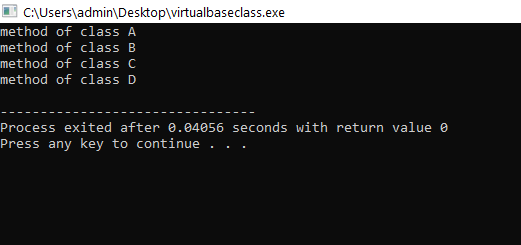 C:\Users\admin\Desktop\virtualbaseclass.exe
method of class A
method of class B
method of class C
method of class D
--------------------------------
Process exited after 0.04056 seconds with return value 0
Press any key to continue . . .